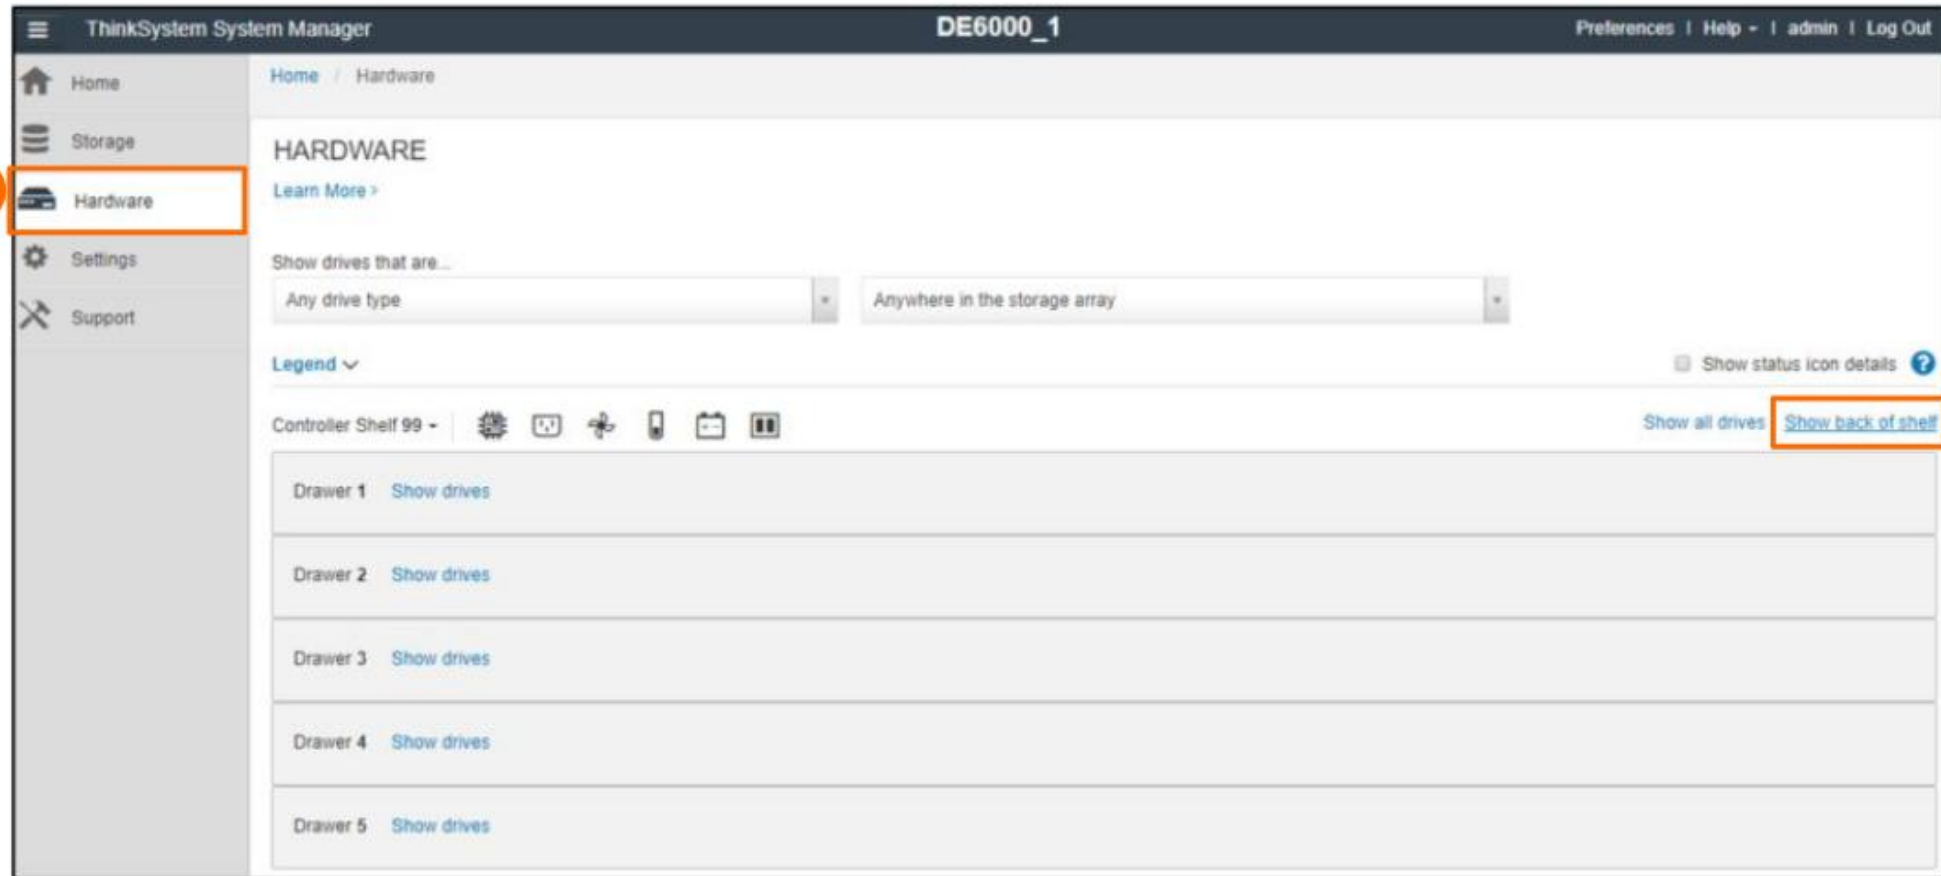 ThinkSystem System Manager DE6000_1 Preferences | Help | admin | Log Out
Home
Storage
Hardware
Settings
Support
Home / Hardware
HARDWARE
Learn More >
Show drives that are...
Any drive type Anywhere in the storage array
Legend Show status icon details ?
Controller Shelf 99 Show all drives Show back of shelf
Drawer 1 Show drives
Drawer 2 Show drives
Drawer 3 Show drives
Drawer 4 Show drives
Drawer 5 Show drives